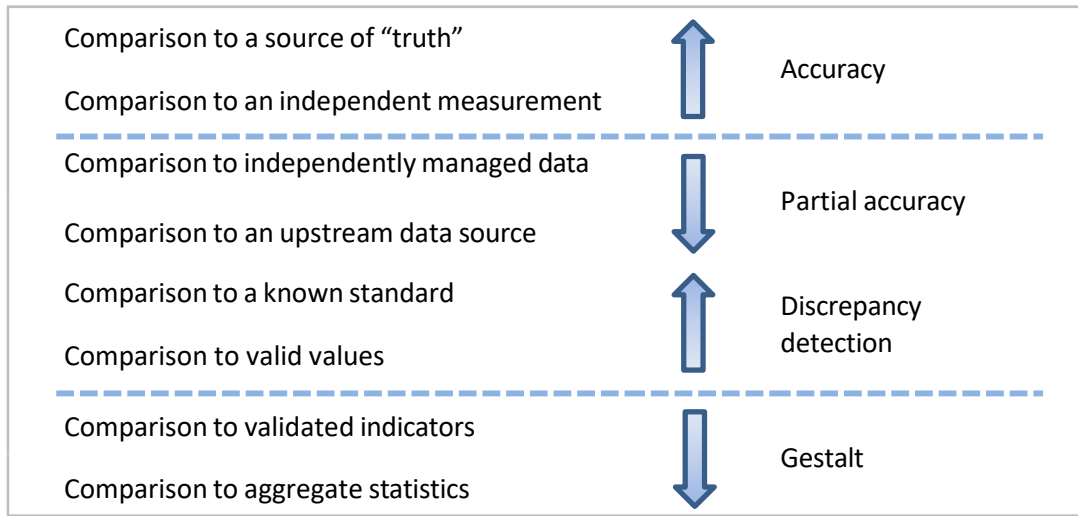 Comparison to a source of “truth”
Comparison to an independent measurement
Accuracy
Comparison to independently managed data
Comparison to an upstream data source
Partial accuracy
Comparison to a known standard
Comparison to valid values
Discrepancy
detection
Comparison to validated indicators
Comparison to aggregate statistics
Gestalt